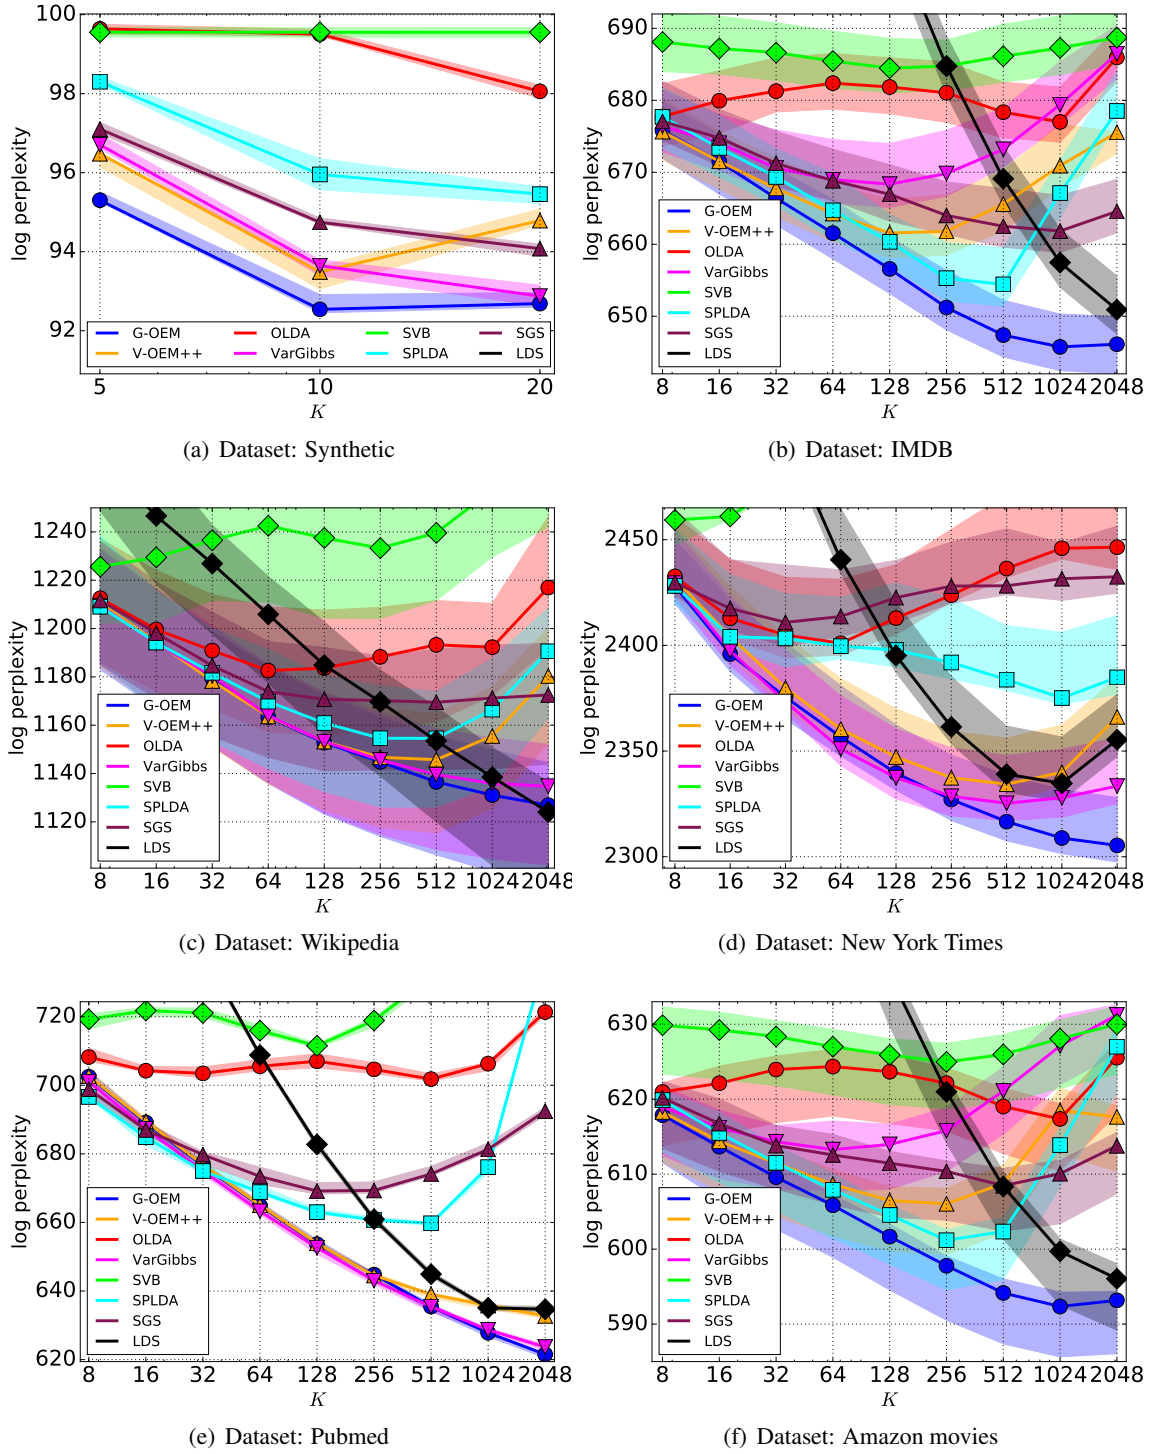 100
98
96
94
92
log perplexity
G-OEM
V-OEM++
OLDA
VarGibbs
SVB
SPLDA
SGS
LDS
5 10 20
K
(a) Dataset: Synthetic
690
680
670
660
650
log perplexity
G-OEM
V-OEM++
OLDA
VarGibbs
SVB
SPLDA
SGS
LDS
8 16 32 64 128 256 512 1024 2048
K
(b) Dataset: IMDB
1240
1220
1200
1180
1160
1140
1120
log perplexity
G-OEM
V-OEM++
OLDA
VarGibbs
SVB
SPLDA
SGS
LDS
8 16 32 64 128 256 512 1024 2048
K
(c) Dataset: Wikipedia
2450
2400
2350
2300
log perplexity
G-OEM
V-OEM++
OLDA
VarGibbs
SVB
SPLDA
SGS
LDS
8 16 32 64 128 256 512 1024 2048
K
(d) Dataset: New York Times
720
700
680
660
640
620
log perplexity
G-OEM
V-OEM++
OLDA
VarGibbs
SVB
SPLDA
SGS
LDS
8 16 32 64 128 256 512 1024 2048
K
(e) Dataset: Pubmed
630
620
610
600
590
log perplexity
G-OEM
V-OEM++
OLDA
VarGibbs
SVB
SPLDA
SGS
LDS
8 16 32 64 128 256 512 1024 2048
K
(f) Dataset: Amazon movies